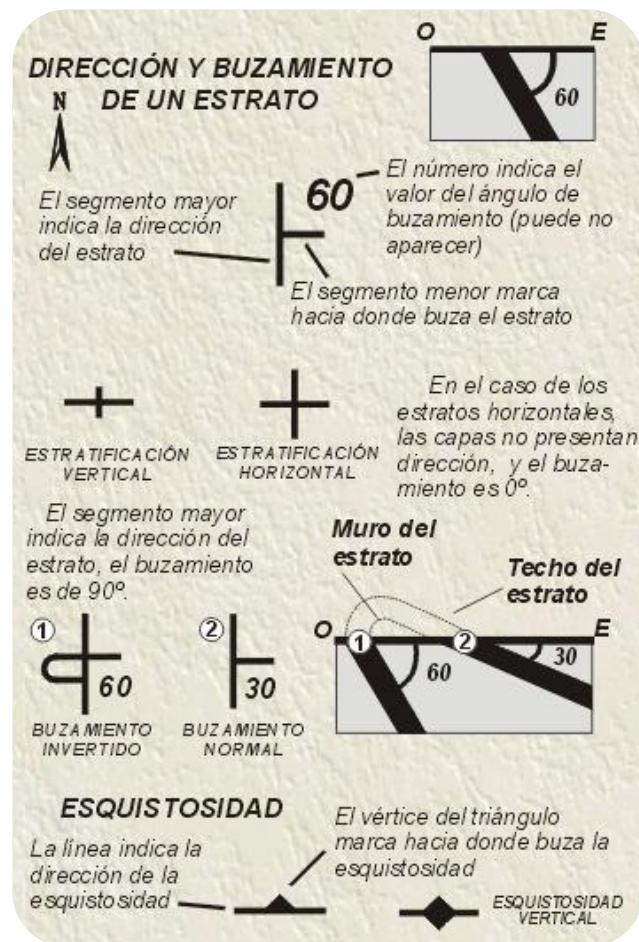 O E
DIRECCIÓN Y BUZAMIENTO
DE UN ESTRATO
60
N
El segmento mayor
indica la dirección
del estrato
60
El número indica el
valor del ángulo de
buzamiento (puede no
aparecer)
El segmento menor marca
hacia donde buza el estrato
ESTRATIFICACIÓN
VERTICAL
ESTRATIFICACIÓN
HORIZONTAL
En el caso de los
estratos horizontales,
las capas no presentan
dirección, y el buza-
miento es 0º.
El segmento mayor
indica la dirección del
estrato, el buzamiento
es de 90º.
Muro del
estrato
Techo del
estrato
1
60
BUZAMIENTO
INVERTIDO
2
30
BUZAMIENTO
NORMAL
O 1 2 E
60 30
ESQUISTOSIDAD
La línea indica la
dirección de la
esquistosidad
El vértice del triángulo
marca hacia donde buza la
esquistosidad
ESQUISTOSIDAD
VERTICAL